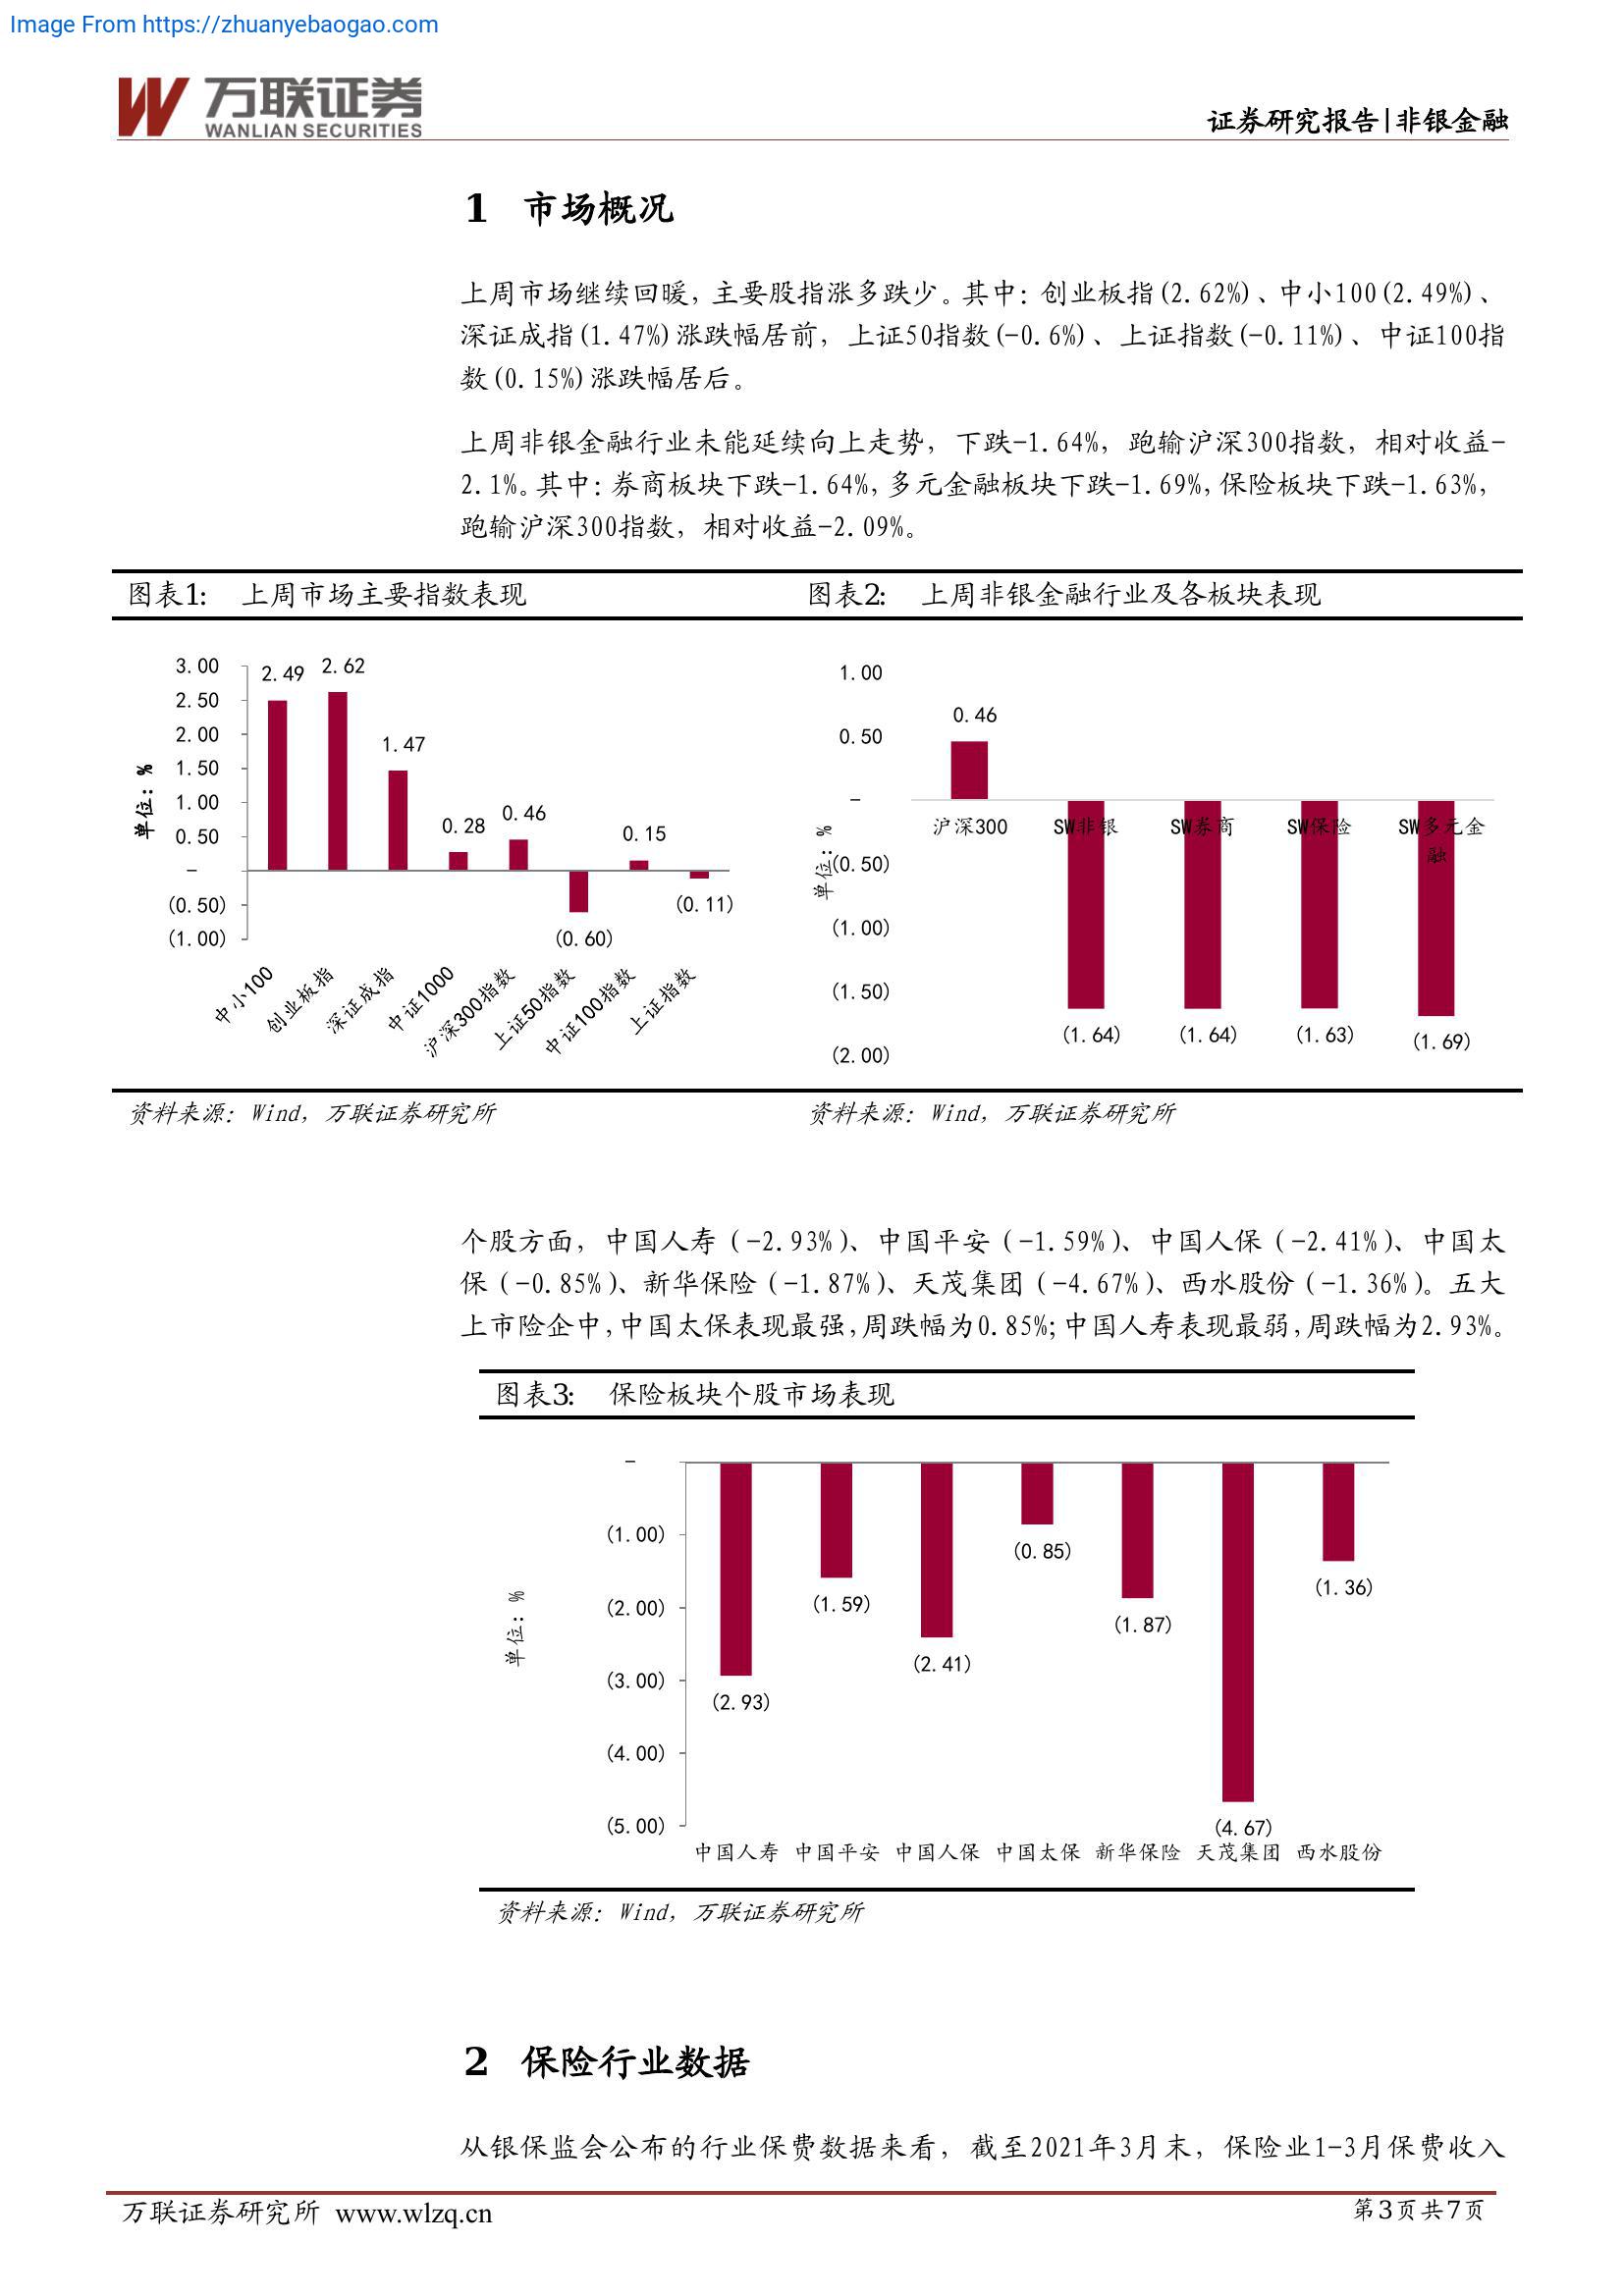 Image From https://zhuanyebaogao.com
万联证券
WANLIAN SECURITIES
证券研究报告|非银金融
1 市场概况
上周市场继续回暖，主要股指涨多跌少。其中：创业板指(2.62%)、中小100(2.49%)、
深证成指(1.47%)涨跌幅居前，上证50指数(-0.6%)、上证指数(-0.11%)、中证100指
数(0.15%)涨跌幅居后。
上周非银金融行业未能延续向上走势，下跌-1.64%，跑输沪深300指数，相对收益-
2.1%。其中：券商板块下跌-1.64%，多元金融板块下跌-1.69%，保险板块下跌-1.63%，
跑输沪深300指数，相对收益-2.09%。
图表1: 上周市场主要指数表现
单位：%
3.00
2.50
2.00
1.50
1.00
0.50
–
(0.50)
(1.00)
2.49
2.62
1.47
0.28
0.46
(0.60)
0.15
(0.11)
中小100
创业板指
深证成指
中证1000
沪深300指数
上证50指数
中证100指数
上证指数
资料来源：Wind，万联证券研究所
图表2: 上周非银金融行业及各板块表现
单位：%
1.00
0.50
–
(0.50)
(1.00)
(1.50)
(2.00)
0.46
沪深300
SW非银
SW券商
SW保险
SW多元金
融
(1.64)
(1.64)
(1.63)
(1.69)
资料来源：Wind，万联证券研究所
个股方面，中国人寿（-2.93%）、中国平安（-1.59%）、中国人保（-2.41%）、中国太
保（-0.85%）、新华保险（-1.87%）、天茂集团（-4.67%）、西水股份（-1.36%）。五大
上市险企中，中国太保表现最强，周跌幅为0.85%；中国人寿表现最弱，周跌幅为2.93%。
图表3: 保险板块个股市场表现
单位：%
–
(1.00)
(2.00)
(3.00)
(4.00)
(5.00)
(2.93)
(1.59)
(2.41)
(0.85)
(1.87)
(4.67)
(1.36)
中国人寿 中国平安 中国人保 中国太保 新华保险 天茂集团 西水股份
资料来源：Wind，万联证券研究所
2 保险行业数据
从银保监会公布的行业保费数据来看，截至2021年3月末，保险业1-3月保费收入
万联证券研究所 www.wlzq.cn
第3页共7页